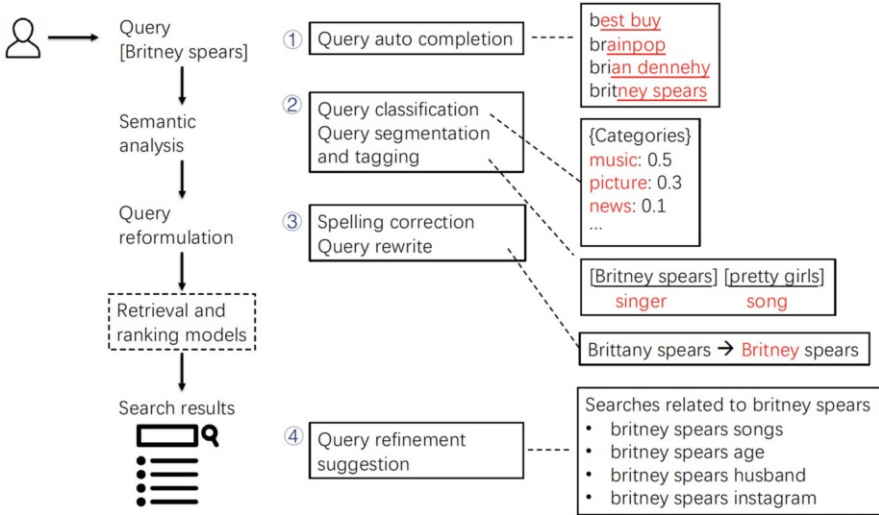 Query
[Britney spears]
Semantic
analysis
Query
reformulation
Retrieval and
ranking models
Search results
① Query auto completion
best buy
brainpop
brian dennehy
britney spears
② Query classification
Query segmentation
and tagging
{Categories}
music: 0.5
picture: 0.3
news: 0.1
...
[Britney spears] [pretty girls]
singer song
③ Spelling correction
Query rewrite
Brittany spears → Britney spears
④ Query refinement
suggestion
Searches related to britney spears
• britney spears songs
• britney spears age
• britney spears husband
• britney spears instagram